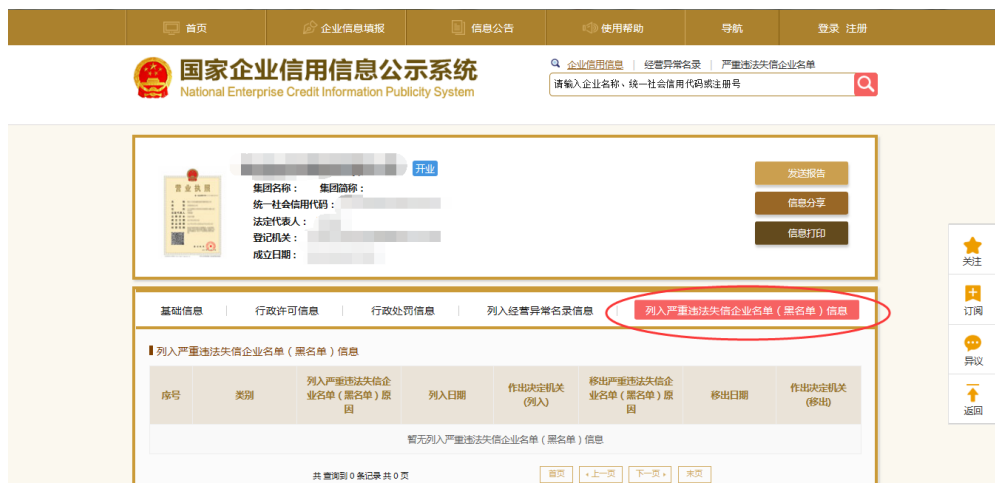 首页 企业信息填报 信息公告 使用帮助 导航 登录 注册
国家企业信用信息公示系统
National Enterprise Credit Information Publicity System
企业信用信息 | 经营异常名录 | 严重违法失信企业名单
请输入企业名称、统一社会信用代码或注册号
开业
营业执照
集团名称： 集团简称：
统一社会信用代码：
法定代表人：
登记机关：
成立日期：
发送报告
信息分享
信息打印
关注
订阅
异议
返回
基础信息 | 行政许可信息 | 行政处罚信息 | 列入经营异常名录信息 | 列入严重违法失信企业名单（黑名单）信息
列入严重违法失信企业名单（黑名单）信息
序号 类别 列入严重违法失信企业名单（黑名单）原因 列入日期 作出决定机关(列入) 移出严重违法失信企业名单（黑名单）原因 移出日期 作出决定机关(移出)
暂无列入严重违法失信企业名单（黑名单）信息
共 查询到 0 条记录 共 0 页 首页 上一页 下一页 末页